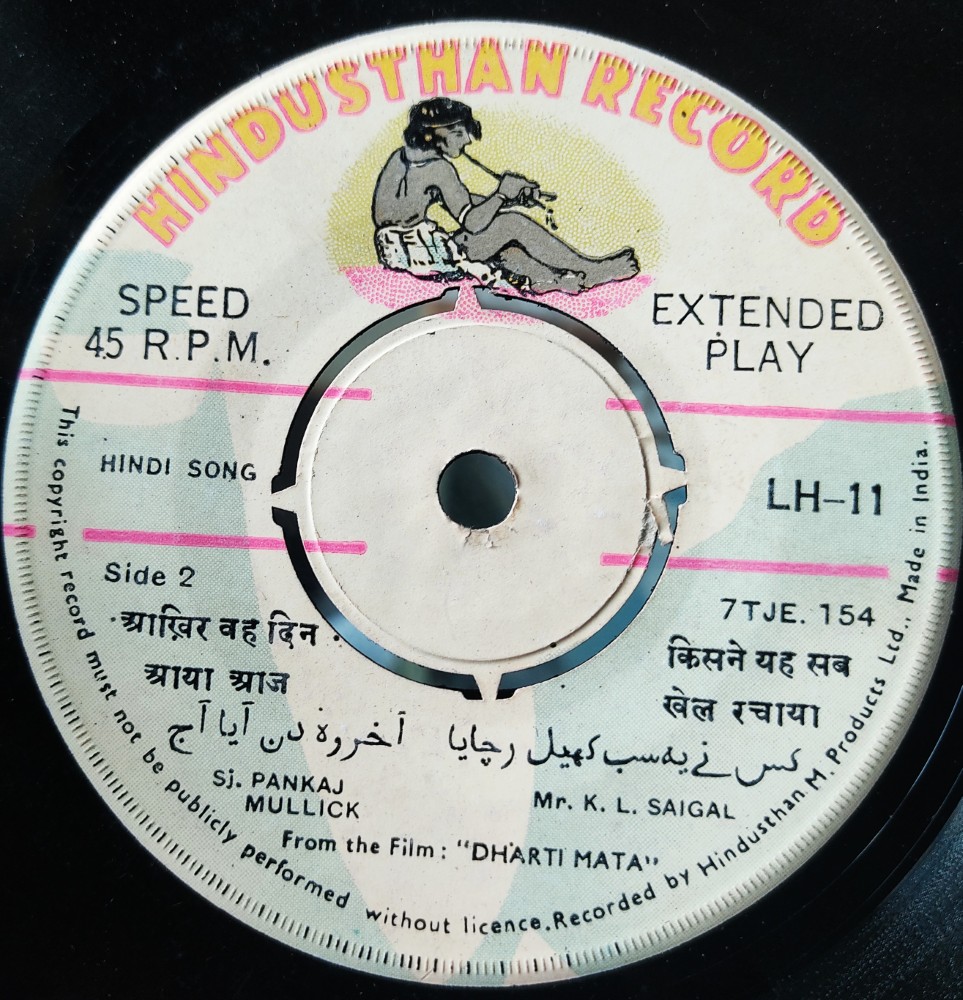 HINDUSTHAN RECORD
SPEED
45 R.P.M.
EXTENDED
PLAY
HINDI SONG
LH-11
Side 2
7TJE. 154
आख़िर वह दिन
आया आज
किसने यह सब
खेल रचाया
آخر وہ دن آیا آج
کس نے یہ سب کھیل رچایا
Sj. PANKAJ
MULLICK
Mr. K. L. SAIGAL
From the Film : "DHARTI MATA"
This copyright record must not be publicly performed without licence. Recorded by Hindusthan M. Products Ltd., Made in India.